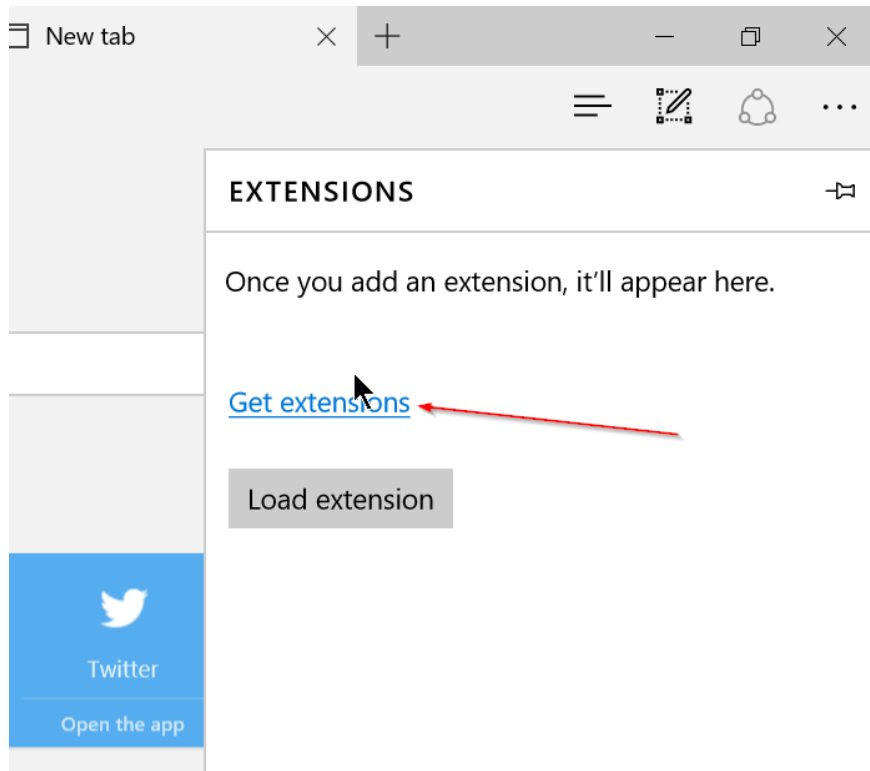 New tab
EXTENSIONS
Once you add an extension, it'll appear here.
Get extensions
Load extension
Twitter
Open the app